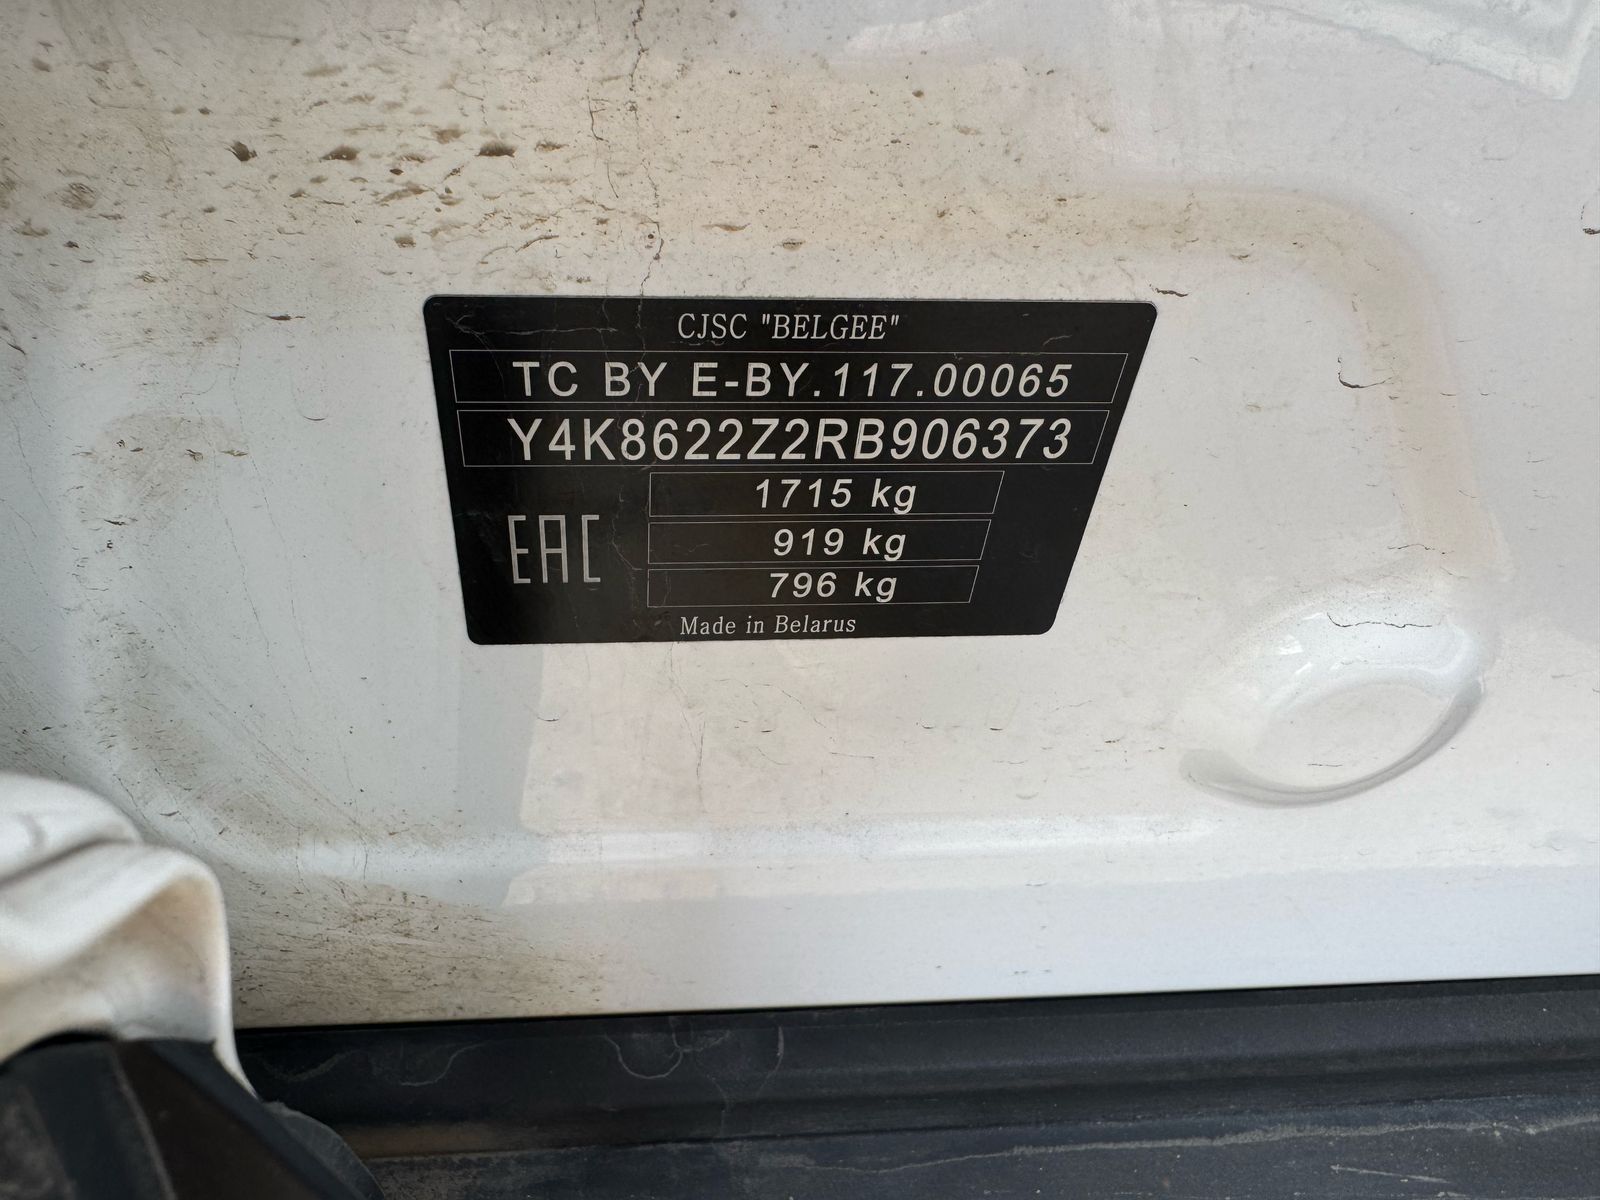 CJSC "BELGEE"
TC BY E-BY.117.00065
Y4K8622Z2RB906373
1715 kg
919 kg
796 kg
EAC
Made in Belarus